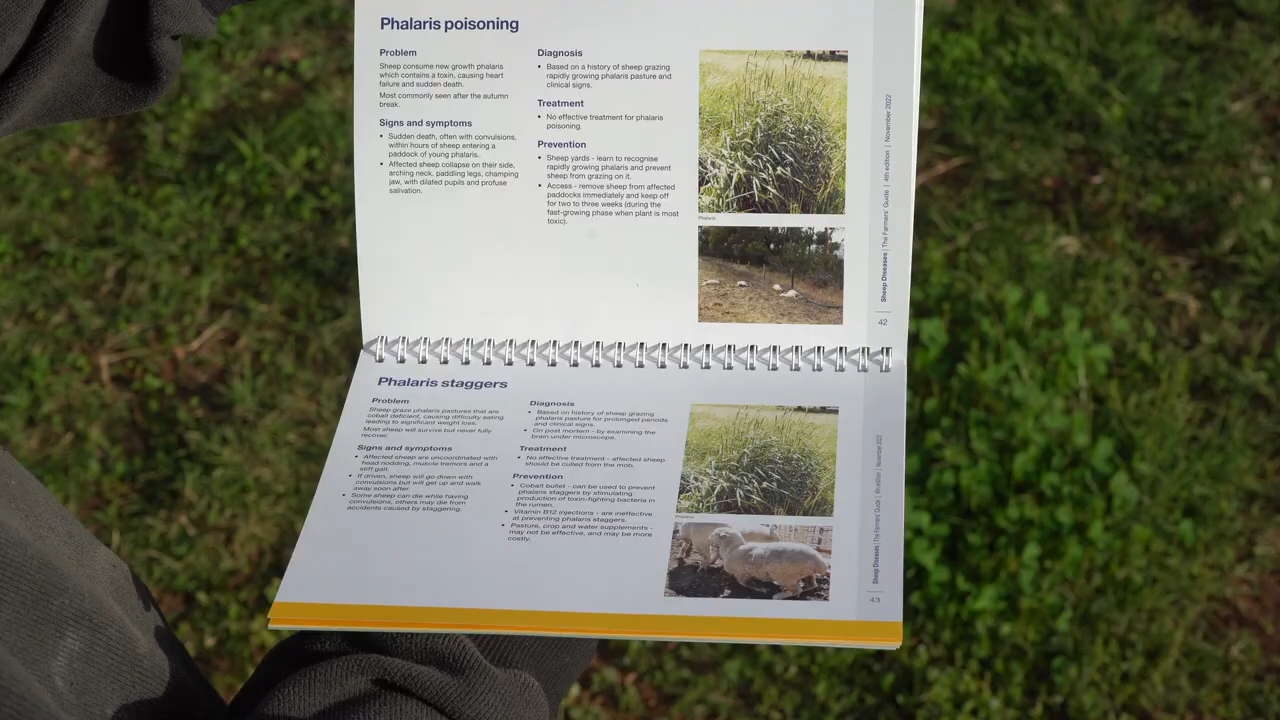 Phalaris poisoning
Problem
Sheep consume new growth phalaris
which contains a toxin, causing heart
failure and sudden death.
Most commonly seen after the autumn
break.
Signs and symptoms
• Sudden death, often with convulsions,
within hours of sheep entering a
paddock of young phalaris.
• Affected sheep collapse on their side,
arching neck, paddling legs, champing
jaw, with dilated pupils and profuse
salivation.
Diagnosis
• Based on a history of sheep grazing
rapidly growing phalaris pasture and
clinical signs.
Treatment
• No effective treatment for phalaris
poisoning.
Prevention
• Sheep yards - learn to recognise
rapidly growing phalaris and prevent
sheep from grazing on it.
• Access - remove sheep from affected
paddocks immediately and keep off
for two to three weeks (during the
fast-growing phase when plant is most
toxic).
Phalaris
Sheep Diseases | The Farmers' Guide | 4th edition | November 2022
42
Phalaris staggers
Problem
Sheep graze phalaris pastures that are
cobalt deficient, causing difficulty eating
leading to significant weight loss.
Most sheep will survive but never fully
recover.
Signs and symptoms
• Affected sheep are uncoordinated with
head nodding, muscle tremors and a
stiff gait.
• If driven, sheep will go down with
convulsions but will get up and walk
away soon after.
• Some sheep can die while having
convulsions, others may die from
accidents caused by staggering.
Diagnosis
• Based on history of sheep grazing
phalaris pasture for prolonged periods
and clinical signs.
• On post mortem - by examining the
brain under microscope.
Treatment
• No effective treatment - affected sheep
should be culled from the mob.
Prevention
• Cobalt bullet - can be used to prevent
phalaris staggers by stimulating
production of toxin-fighting bacteria in
the rumen.
• Vitamin B12 injections - are ineffective
at preventing phalaris staggers.
• Pasture, crop and water supplements -
may not be effective, and may be more
costly.
Phalaris
Sheep Diseases | The Farmers' Guide | 4th edition | November 2022
43